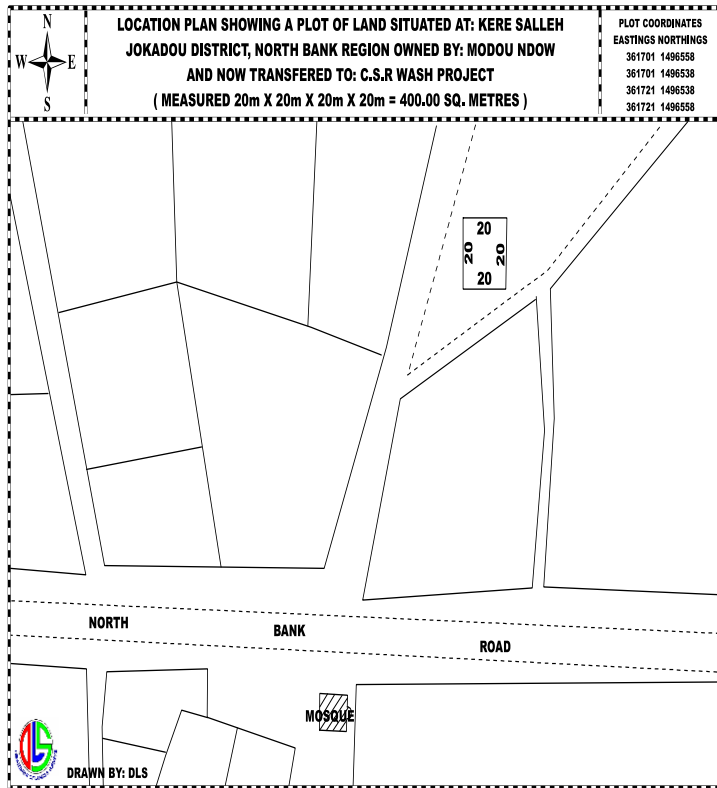 N
W E
S
LOCATION PLAN SHOWING A PLOT OF LAND SITUATED AT: KERE SALLEH
JOKADOU DISTRICT, NORTH BANK REGION OWNED BY: MODOU NDOW
AND NOW TRANSFERED TO: C.S.R WASH PROJECT
( MEASURED 20m X 20m X 20m X 20m = 400.00 SQ. METRES )
PLOT COORDINATES
EASTINGS NORTHINGS
361701 1496558
361701 1496538
361721 1496538
361721 1496558
20
20 20
20
NORTH BANK ROAD
MOSQUE
DLS
DRAWN BY: DLS